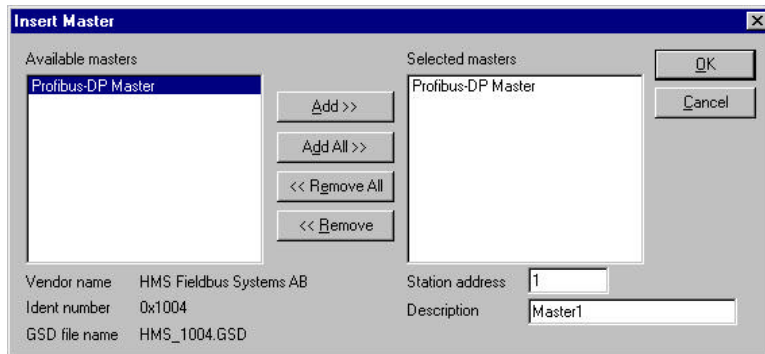 Insert Master
Available masters
Profibus-DP Master
Add >>
Add All >>
<< Remove All
<< Remove
Selected masters
Profibus-DP Master
OK
Cancel
Vendor name HMS Fieldbus Systems AB
Ident number 0x1004
GSD file name HMS_1004.GSD
Station address 1
Description Master1